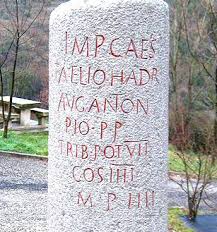 IMP CAES
T AELIO HADR
AVG ANTON
PIO · P P
TRIB POT VII
COS IIII
M P IIII